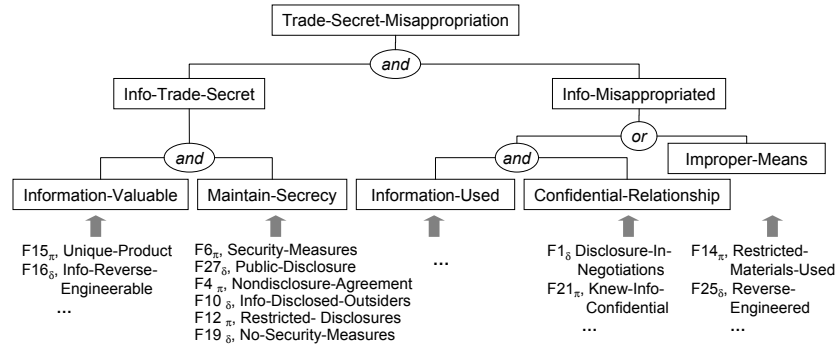 Trade-Secret-Misappropriation
and
Info-Trade-Secret
Info-Misappropriated
or
and
and
Improper-Means
Information-Valuable
Maintain-Secrecy
Information-Used
Confidential-Relationship
F15π, Unique-Product
F16δ, Info-Reverse-
Engineerable
...
F6π, Security-Measures
F27δ, Public-Disclosure
F4 π, Nondisclosure-Agreement
F10 δ, Info-Disclosed-Outsiders
F12 π, Restricted- Disclosures
F19 δ, No-Security-Measures
...
F1δ Disclosure-In-
Negotiations
F21π, Knew-Info-
Confidential
...
F14π, Restricted-
Materials-Used
F25δ, Reverse-
Engineered
...